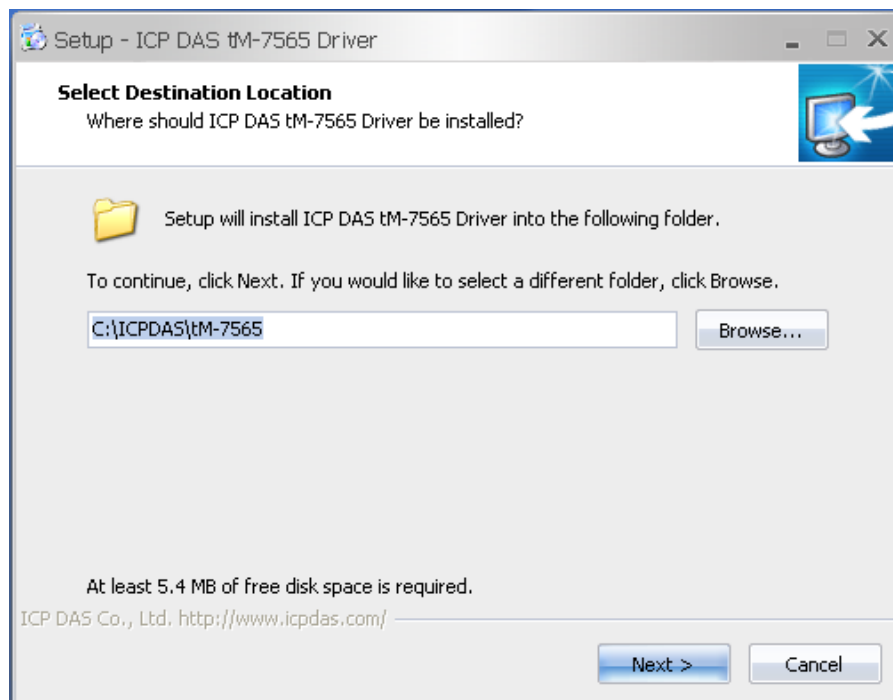 Setup - ICP DAS tM-7565 Driver
Select Destination Location
Where should ICP DAS tM-7565 Driver be installed?
Setup will install ICP DAS tM-7565 Driver into the following folder.
To continue, click Next. If you would like to select a different folder, click Browse.
C:\ICPDAS\tM-7565
Browse...
At least 5.4 MB of free disk space is required.
ICP DAS Co., Ltd. http://www.icpdas.com/
Next >
Cancel